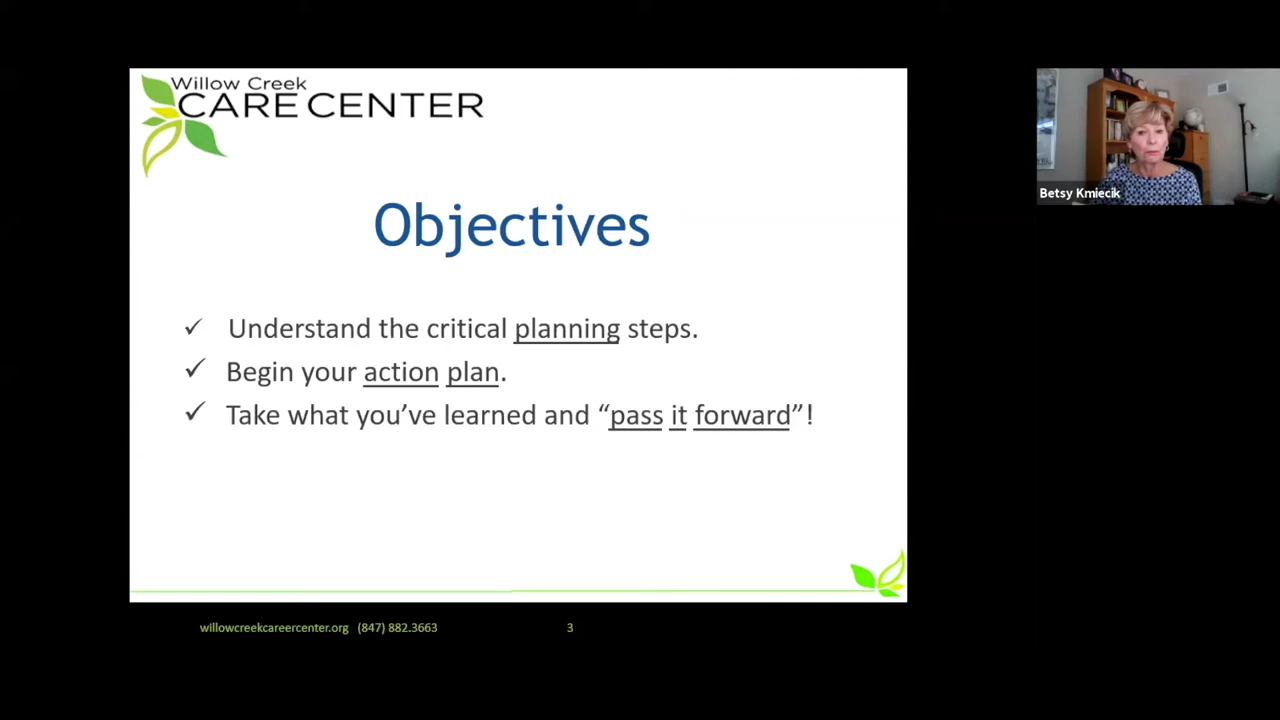 Willow Creek
CARE CENTER
Objectives
✓ Understand the critical planning steps.
✓ Begin your action plan.
✓ Take what you’ve learned and “pass it forward”!
Betsy Kmiecik
willowcreekcareercenter.org (847) 882.3663
3